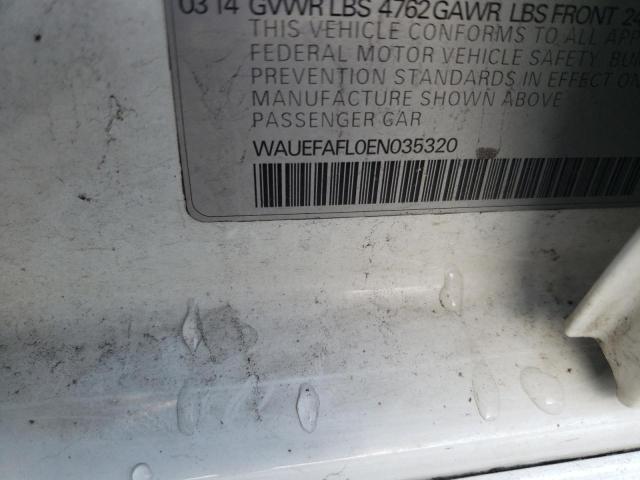 03 14 GVWR LBS 4762 GAWR LBS FRONT
THIS VEHICLE CONFORMS TO ALL
FEDERAL MOTOR VEHICLE SAFETY,
PREVENTION STANDARDS IN EFFECT
MANUFACTURE SHOWN ABOVE
PASSENGER CAR
WAUEFAFL0EN035320